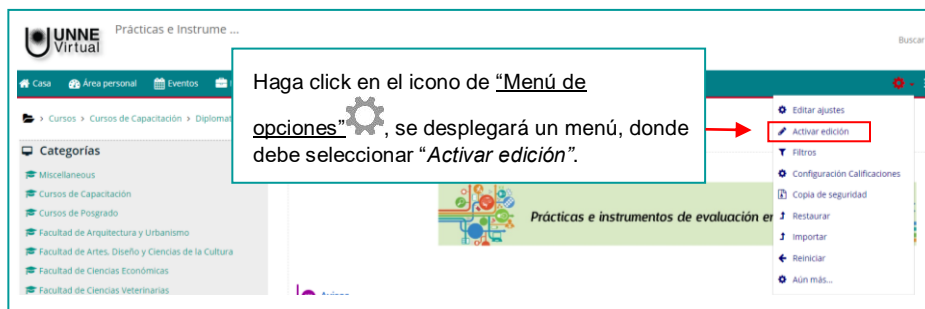 UNNE
Virtual
Prácticas e Instrume ...
Buscar
Casa
Área personal
Eventos
Haga click en el icono de "Menú de
opciones" , se desplegará un menú, donde
debe seleccionar "Activar edición".
Cursos > Cursos de Capacitación >
Categorías
Miscellaneous
Cursos de Capacitación
Cursos de Posgrado
Facultad de Arquitectura y Urbanismo
Facultad de Artes, Diseño y Ciencias de la Cultura
Facultad de Ciencias Económicas
Facultad de Ciencias Veterinarias
Prácticas e instrumentos de evaluación
Editar ajustes
Activar edición
Filtros
Configuración Calificaciones
Copia de seguridad
Restaurar
Importar
Reiniciar
Aún más...